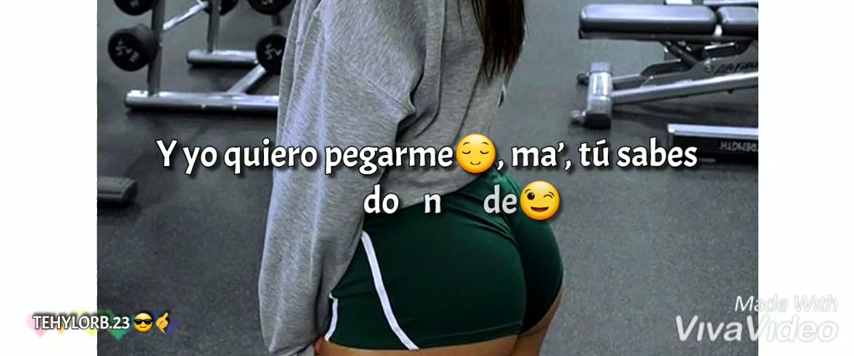 Y yo quiero pegarme😌, ma', tú sabes
do n de😉
TEHYLORB.23😎🤞
Made With
VivaVideo